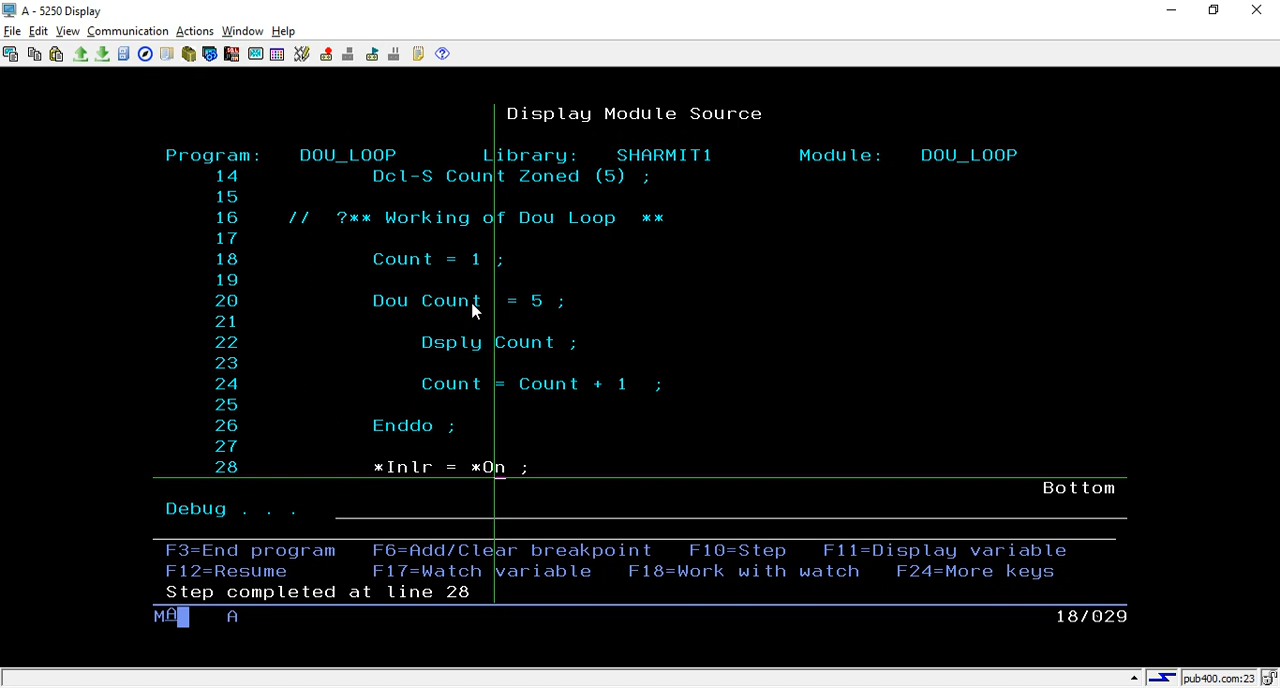 A - 5250 Display
File Edit View Communication Actions Window Help
Display Module Source
Program: DOU_LOOP Library: SHARMIT1 Module: DOU_LOOP
14 Dcl-S Count Zoned (5) ;
15
16 // ?** Working of Dou Loop **
17
18 Count = 1 ;
19
20 Dou Count = 5 ;
21
22 Dsply Count ;
23
24 Count = Count + 1 ;
25
26 Enddo ;
27
28 *Inlr = *On ;
Bottom
Debug . . .
F3=End program F6=Add/Clear breakpoint F10=Step F11=Display variable
F12=Resume F17=Watch variable F18=Work with watch F24=More keys
Step completed at line 28
MA A 18/029
pub400.com:23